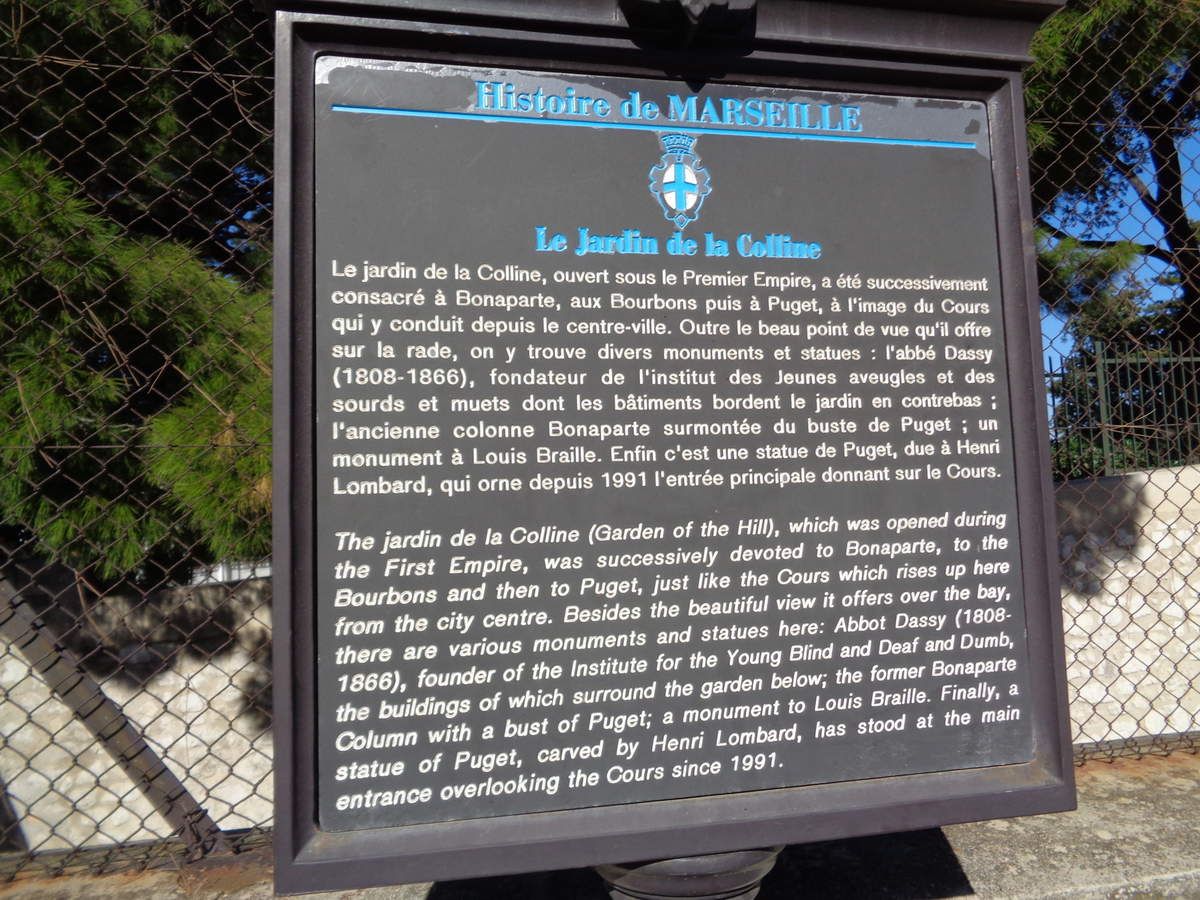 Histoire de MARSEILLE
Le Jardin de la Colline
Le jardin de la Colline, ouvert sous le Premier Empire, a été successivement
consacré à Bonaparte, aux Bourbons puis à Puget, à l'image du Cours
qui y conduit depuis le centre-ville. Outre le beau point de vue qu'il offre
sur la rade, on y trouve divers monuments et statues : l'abbé Dassy
(1808-1866), fondateur de l'institut des Jeunes aveugles et des
sourds et muets dont les bâtiments bordent le jardin en contrebas ;
l'ancienne colonne Bonaparte surmontée du buste de Puget ; un
monument à Louis Braille. Enfin c'est une statue de Puget, due à Henri
Lombard, qui orne depuis 1991 l'entrée principale donnant sur le Cours.
The jardin de la Colline (Garden of the Hill), which was opened during
the First Empire, was successively devoted to Bonaparte, to the
Bourbons and then to Puget, just like the Cours which rises up here
from the city centre. Besides the beautiful view it offers over the bay,
there are various monuments and statues here: Abbot Dassy (1808-
1866), founder of the Institute for the Young Blind and Deaf and Dumb,
the buildings of which surround the garden below; the former Bonaparte
Column with a bust of Puget; a monument to Louis Braille. Finally, a
statue of Puget, carved by Henri Lombard, has stood at the main
entrance overlooking the Cours since 1991.